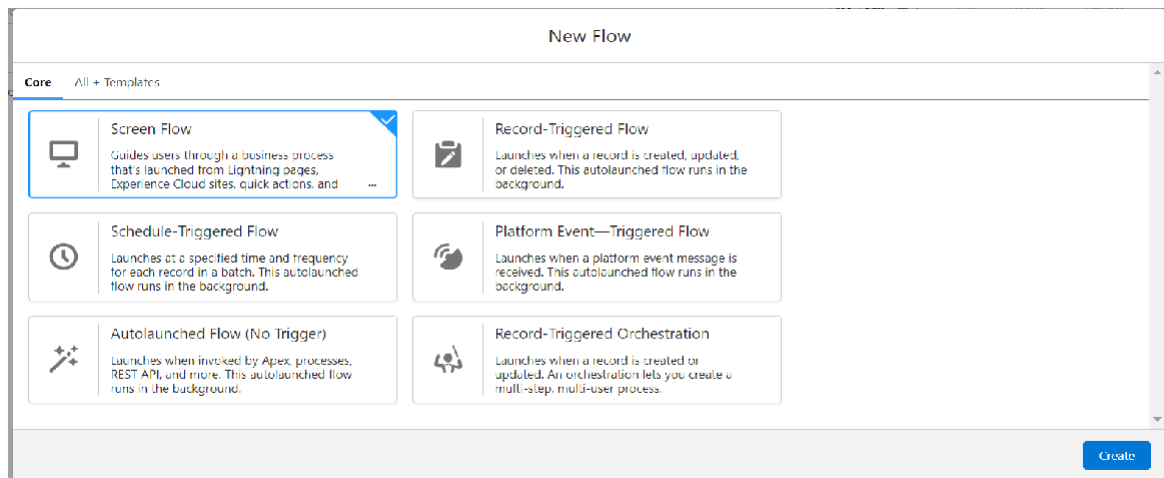 New Flow
Core All + Templates
Screen Flow
Guides users through a business process
that's launched from Lightning pages,
Experience Cloud sites, quick actions, and ...
Record-Triggered Flow
Launches when a record is created, updated,
or deleted. This autolaunched flow runs in the
background.
Schedule-Triggered Flow
Launches at a specified time and frequency
for each record in a batch. This autolaunched
flow runs in the background.
Platform Event—Triggered Flow
Launches when a platform event message is
received. This autolaunched flow runs in the
background.
Autolaunched Flow (No Trigger)
Launches when invoked by Apex, processes,
REST API, and more. This autolaunched flow
runs in the background.
Record-Triggered Orchestration
Launches when a record is created or
updated. An orchestration lets you create a
multi-step, multi-user process.
Create